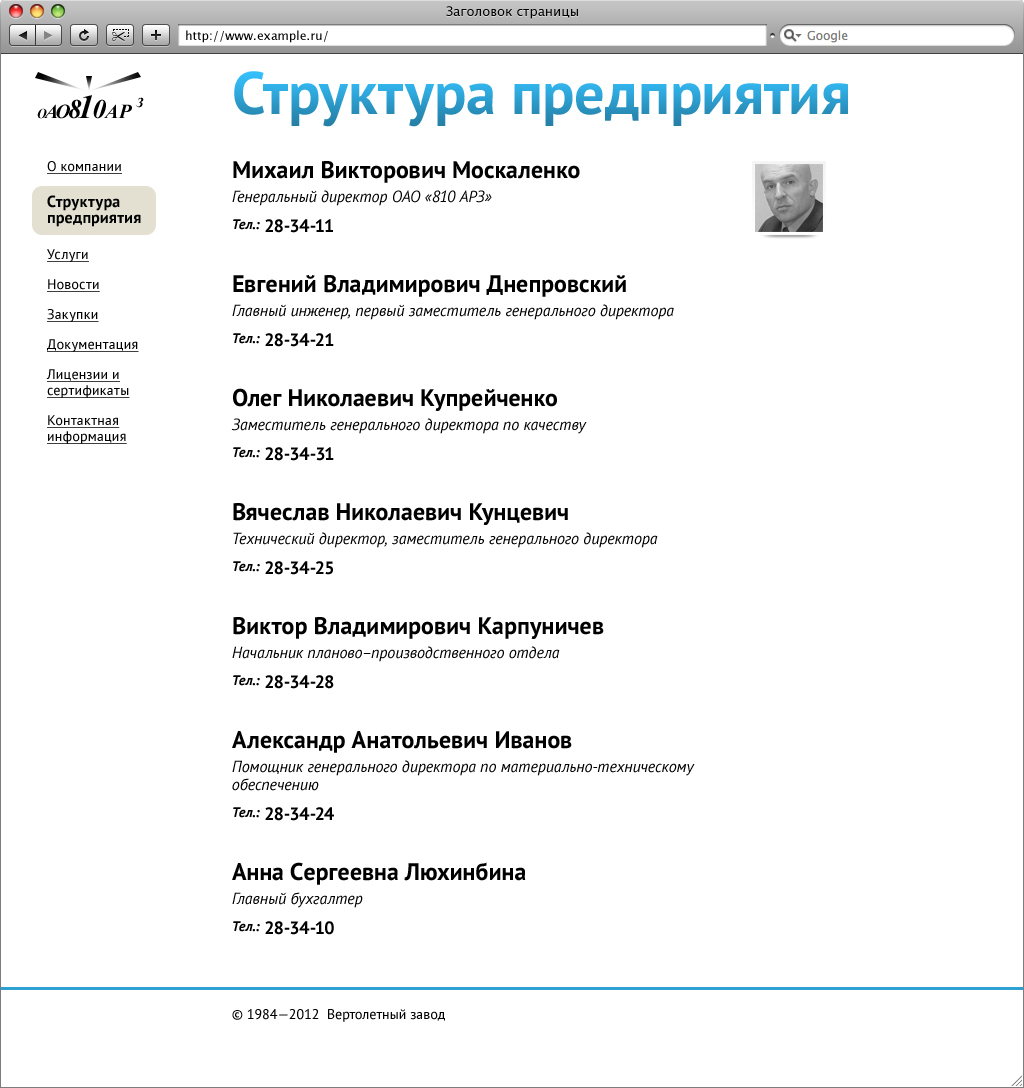 Заголовок страницы
http://www.example.ru/
Google
ОАО810АРЗ
Структура предприятия
О компании
Структура
предприятия
Услуги
Новости
Закупки
Документация
Лицензии и
сертификаты
Контактная
информация
Михаил Викторович Москаленко
Генеральный директор ОАО «810 АРЗ»
Тел.: 28-34-11
Евгений Владимирович Днепровский
Главный инженер, первый заместитель генерального директора
Тел.: 28-34-21
Олег Николаевич Купрейченко
Заместитель генерального директора по качеству
Тел.: 28-34-31
Вячеслав Николаевич Кунцевич
Технический директор, заместитель генерального директора
Тел.: 28-34-25
Виктор Владимирович Карпуничев
Начальник планово–производственного отдела
Тел.: 28-34-28
Александр Анатольевич Иванов
Помощник генерального директора по материально-техническому
обеспечению
Тел.: 28-34-24
Анна Сергеевна Люхинбина
Главный бухгалтер
Тел.: 28-34-10
© 1984—2012 Вертолетный завод